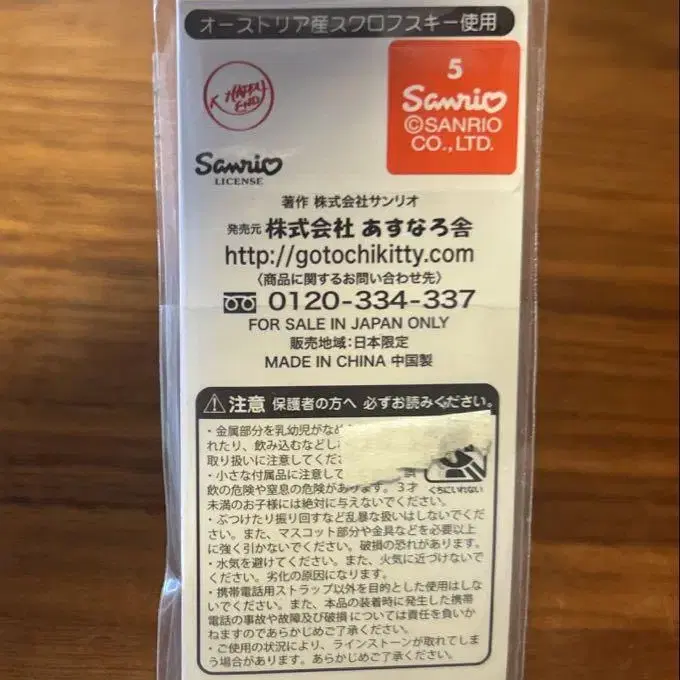 オーストリア産スワロフスキー使用
HAPPY END
5
Sanrio
©SANRIO
CO.,LTD.
Sanrio
LICENSE
著作 株式会社サンリオ
発売元 株式会社 あすなろ舎
http://gotochikitty.com
〈商品に関するお問い合わせ先〉
0120-334-337
FOR SALE IN JAPAN ONLY
販売地域:日本限定
MADE IN CHINA 中国製
注意 保護者の方へ 必ずお読みください。
・金属部分を乳幼児がなめ
れたり、飲み込むなどし
取り扱いに注意してくだ
・小さな付属品に注意して
飲の危険や窒息の危険があります。3才
くちにいれない
未満のお子様には絶対に与えないでください。
・ぶつけたり振り回すなど乱暴な扱いはしないでくだ
さい。また、マスコット部分や金具などを必要以上
に強く引かないでください。破損の恐れがあります。
・水気を避けてください。また、火気に近づけないで
ください。劣化の原因になります。
・携帯電話用ストラップ以外を目的とした使用はしな
いでください。また、本品の装着時に発生した携帯
電話の事故や故障及び破損については責任を負いか
ねますのであらかじめご了承ください。
・ご使用の状況により、ラインストーンが取れてしま
う場合があります。あらかじめご了承ください。